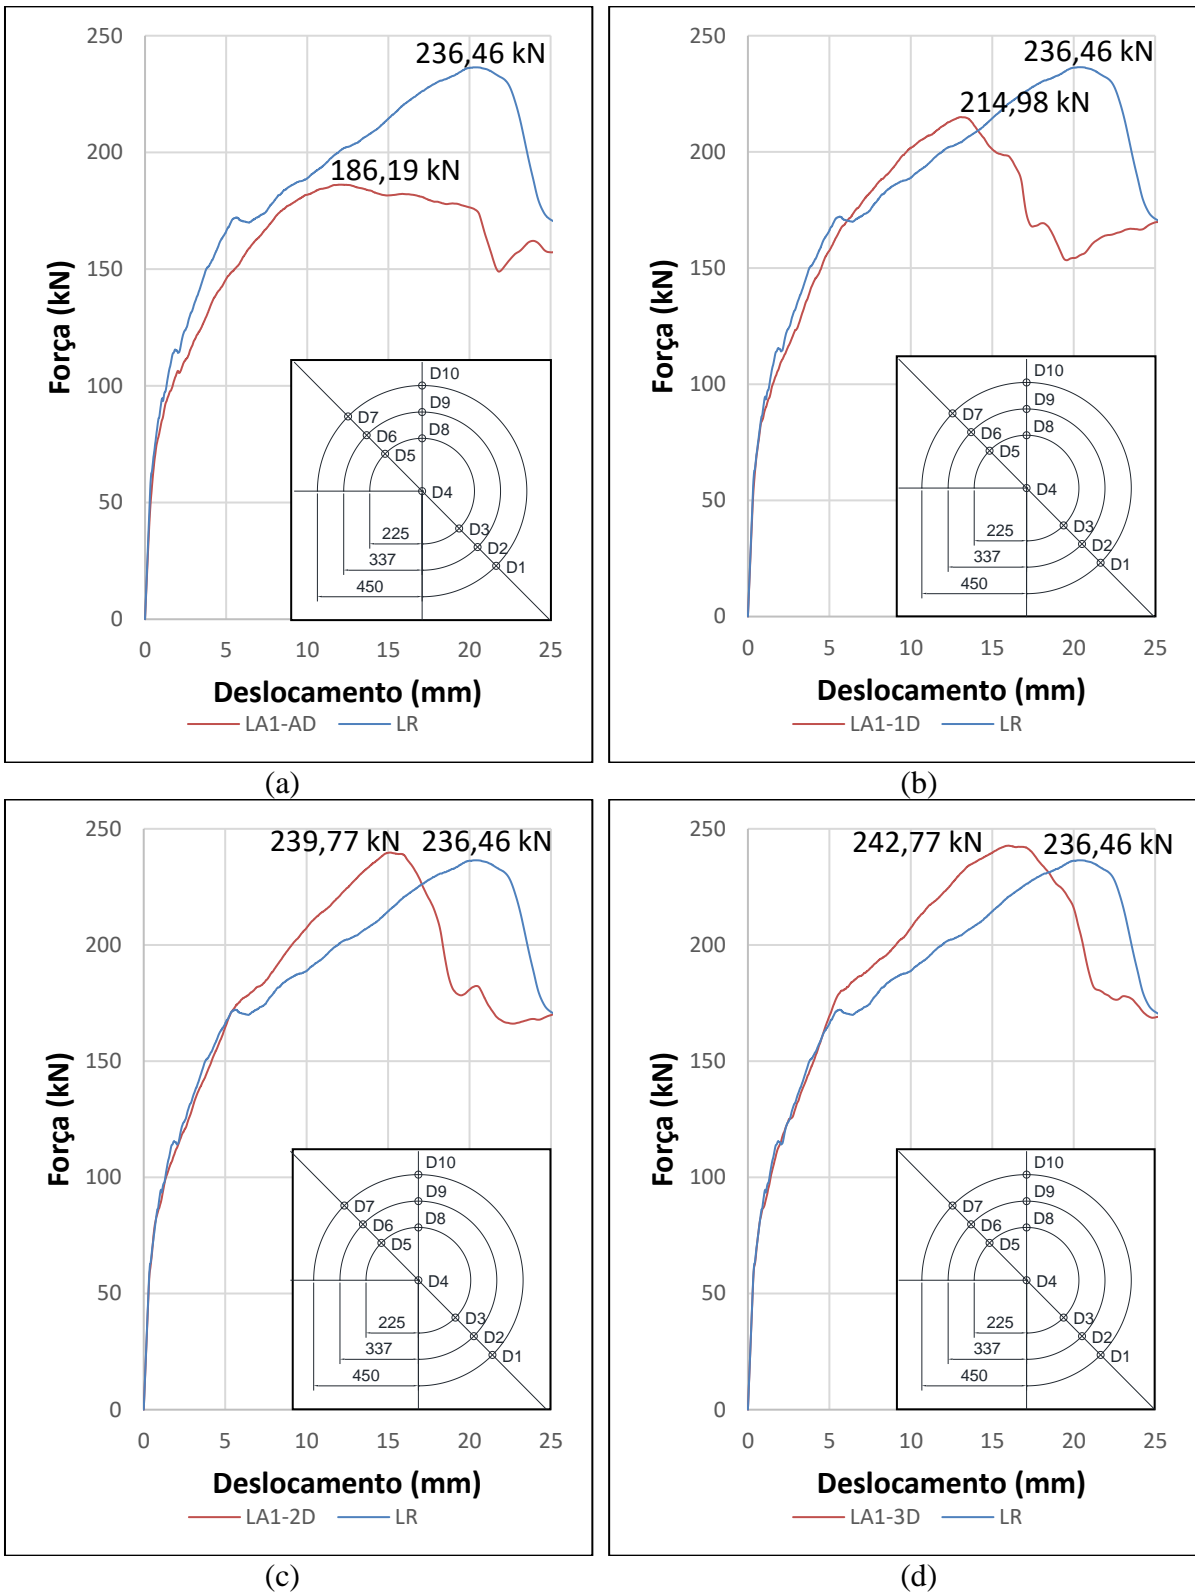 250
236,46 kN
200
186,19 kN
150
100
50
0
Força (kN)
D10
D9
D8
D7
D6
D5
D4
D3
D2
D1
225
337
450
0 5 10 15 20 25
Deslocamento (mm)
LA1-AD LR
(a)
250
236,46 kN
214,98 kN
200
150
100
50
0
Força (kN)
D10
D9
D8
D7
D6
D5
D4
D3
D2
D1
225
337
450
0 5 10 15 20 25
Deslocamento (mm)
LA1-1D LR
(b)
250
239,77 kN 236,46 kN
200
150
100
50
0
Força (kN)
D10
D9
D8
D7
D6
D5
D4
D3
D2
D1
225
337
450
0 5 10 15 20 25
Deslocamento (mm)
LA1-2D LR
(c)
250
242,77 kN 236,46 kN
200
150
100
50
0
Força (kN)
D10
D9
D8
D7
D6
D5
D4
D3
D2
D1
225
337
450
0 5 10 15 20 25
Deslocamento (mm)
LA1-3D LR
(d)